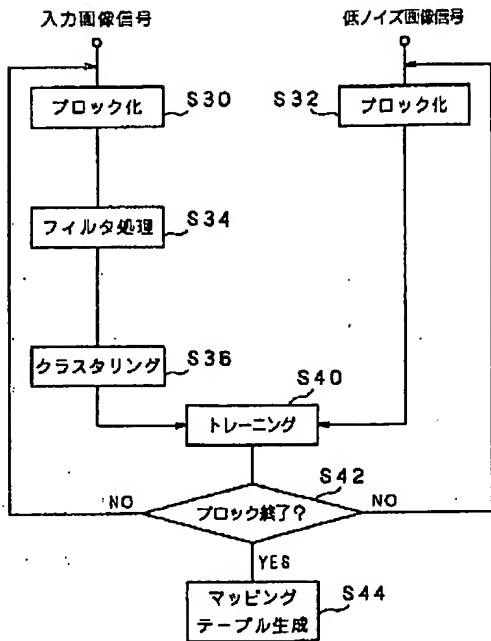 入力画像信号
低ノイズ画像信号
ブロック化
S30
S32
ブロック化
フィルタ処理
S34
クラスタリング
S36
S40
トレーニング
S42
NO
ブロック終了?
NO
YES
マッピング
テーブル生成
S44